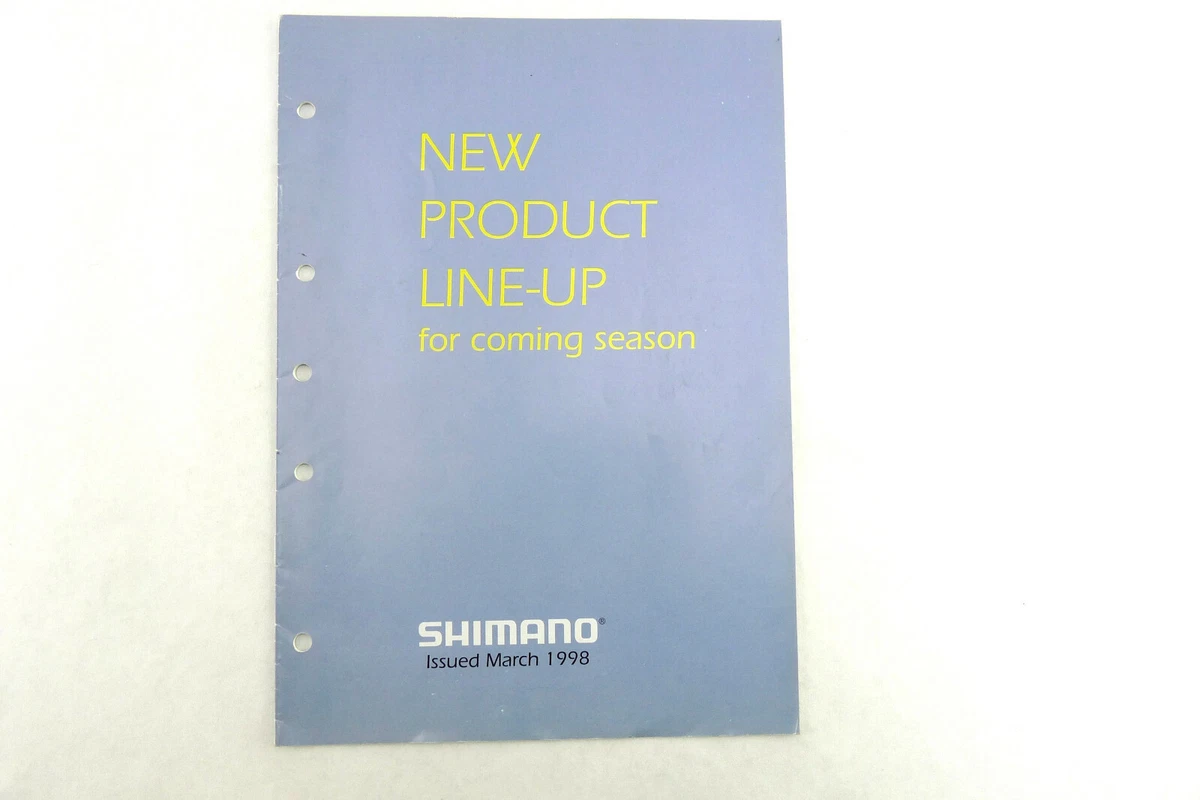 NEW
PRODUCT
LINE-UP
for coming season
SHIMANO®
Issued March 1998